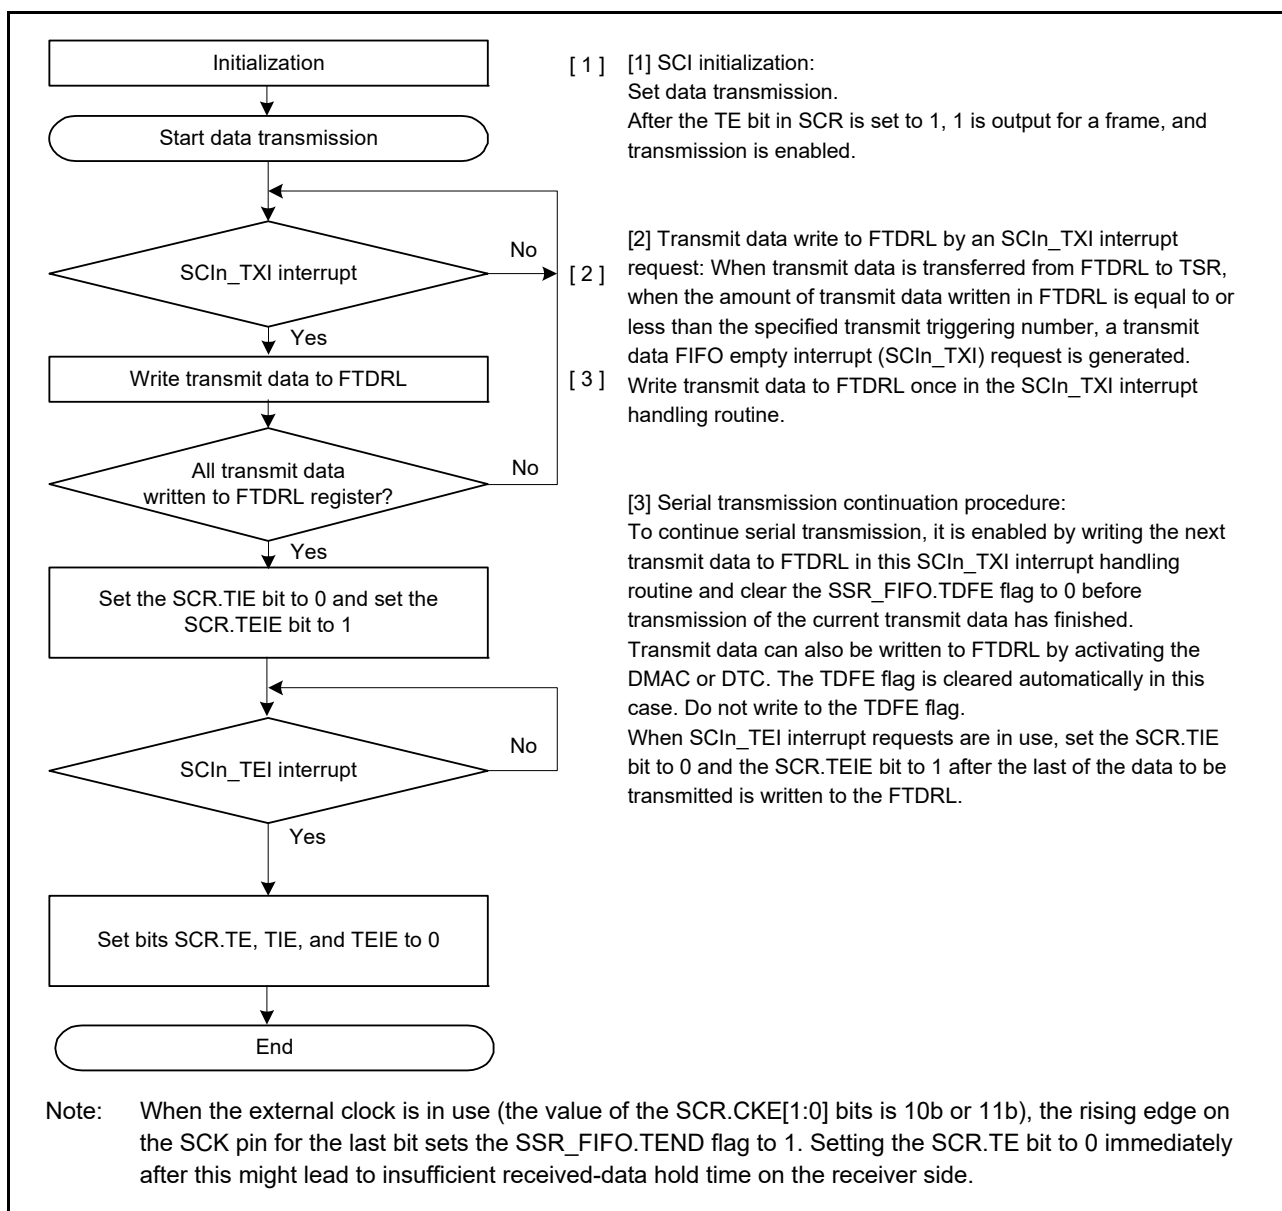 Initialization
[ 1 ]
[1] SCI initialization:
Set data transmission.
After the TE bit in SCR is set to 1, 1 is output for a frame, and
transmission is enabled.
Start data transmission
SCIn_TXI interrupt
No
Yes
[ 2 ]
[2] Transmit data write to FTDRL by an SCIn_TXI interrupt
request: When transmit data is transferred from FTDRL to TSR,
when the amount of transmit data written in FTDRL is equal to or
less than the specified transmit triggering number, a transmit
data FIFO empty interrupt (SCIn_TXI) request is generated.
Write transmit data to FTDRL once in the SCIn_TXI interrupt
handling routine.
Write transmit data to FTDRL
[ 3 ]
All transmit data
written to FTDRL register?
No
Yes
[3] Serial transmission continuation procedure:
To continue serial transmission, it is enabled by writing the next
transmit data to FTDRL in this SCIn_TXI interrupt handling
routine and clear the SSR_FIFO.TDFE flag to 0 before
transmission of the current transmit data has finished.
Transmit data can also be written to FTDRL by activating the
DMAC or DTC. The TDFE flag is cleared automatically in this
case. Do not write to the TDFE flag.
When SCIn_TEI interrupt requests are in use, set the SCR.TIE
bit to 0 and the SCR.TEIE bit to 1 after the last of the data to be
transmitted is written to the FTDRL.
Set the SCR.TIE bit to 0 and set the
SCR.TEIE bit to 1
SCIn_TEI interrupt
No
Yes
Set bits SCR.TE, TIE, and TEIE to 0
End
Note: When the external clock is in use (the value of the SCR.CKE[1:0] bits is 10b or 11b), the rising edge on
the SCK pin for the last bit sets the SSR_FIFO.TEND flag to 1. Setting the SCR.TE bit to 0 immediately
after this might lead to insufficient received-data hold time on the receiver side.